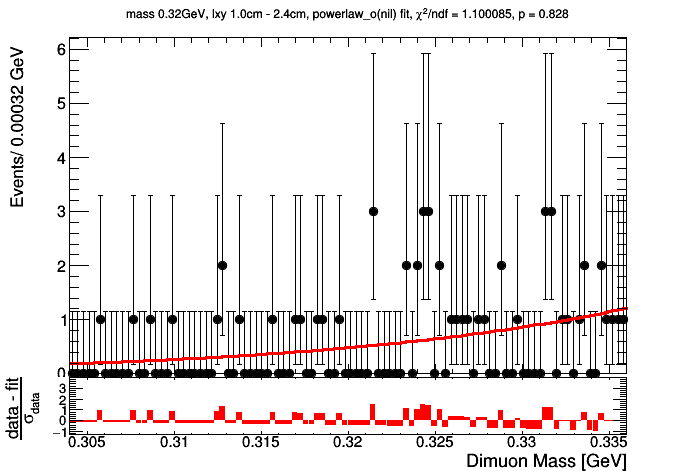 mass 0.32GeV, lxy 1.0cm - 2.4cm, powerlaw_o(nil) fit, χ²/ndf = 1.100085, p = 0.828
Events/ 0.00032 GeV
6
5
4
3
2
1
0
data - fit
σdata
3
2
1
0
−1
0.305 0.31 0.315 0.32 0.325 0.33 0.335
Dimuon Mass [GeV]